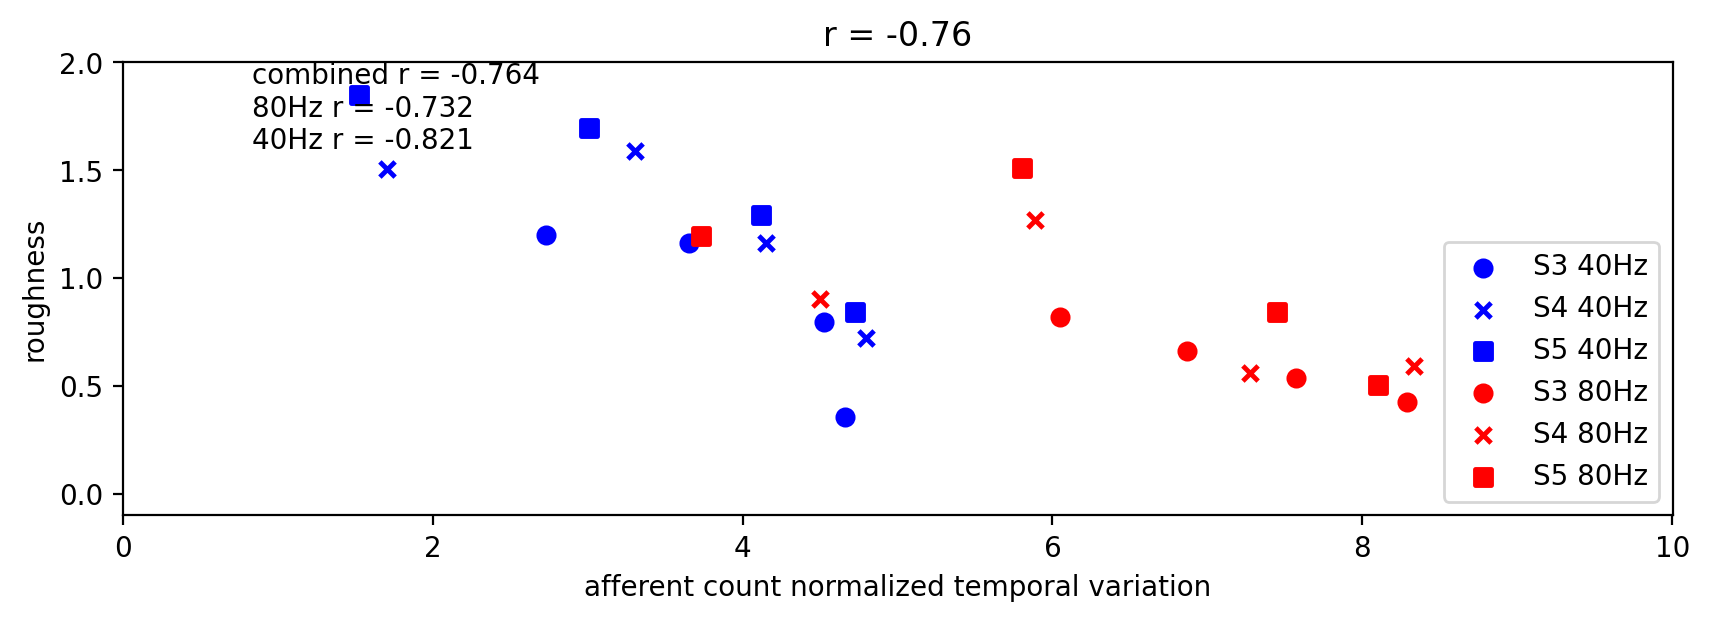 r = -0.76
combined r = -0.764
80Hz r = -0.732
40Hz r = -0.821
2.0
1.5
1.0
0.5
0.0
roughness
S3 40Hz
S4 40Hz
S5 40Hz
S3 80Hz
S4 80Hz
S5 80Hz
0 2 4 6 8 10
afferent count normalized temporal variation